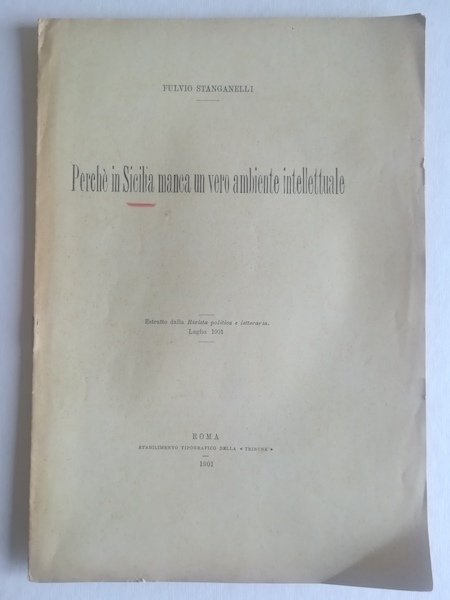 FULVIO STANGANELLI
Perchè in Sicilia manca un vero ambiente intellettuale
Estratto dalla Rivista politica e letteraria.
Luglio 1901
ROMA
STABILIMENTO TIPOGRAFICO DELLA « TRIBUNA »
1901